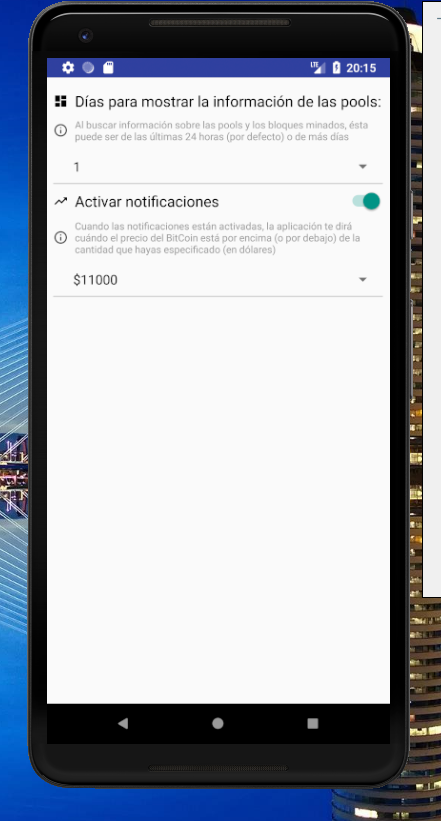 LTE 20:15
Días para mostrar la información de las pools:
Al buscar información sobre las pools y los bloques minados, ésta
puede ser de las últimas 24 horas (por defecto) o de más días
1
Activar notificaciones
Cuando las notificaciones están activadas, la aplicación te dirá
cuándo el precio del BitCoin está por encima (o por debajo) de la
cantidad que hayas especificado (en dólares)
$11000